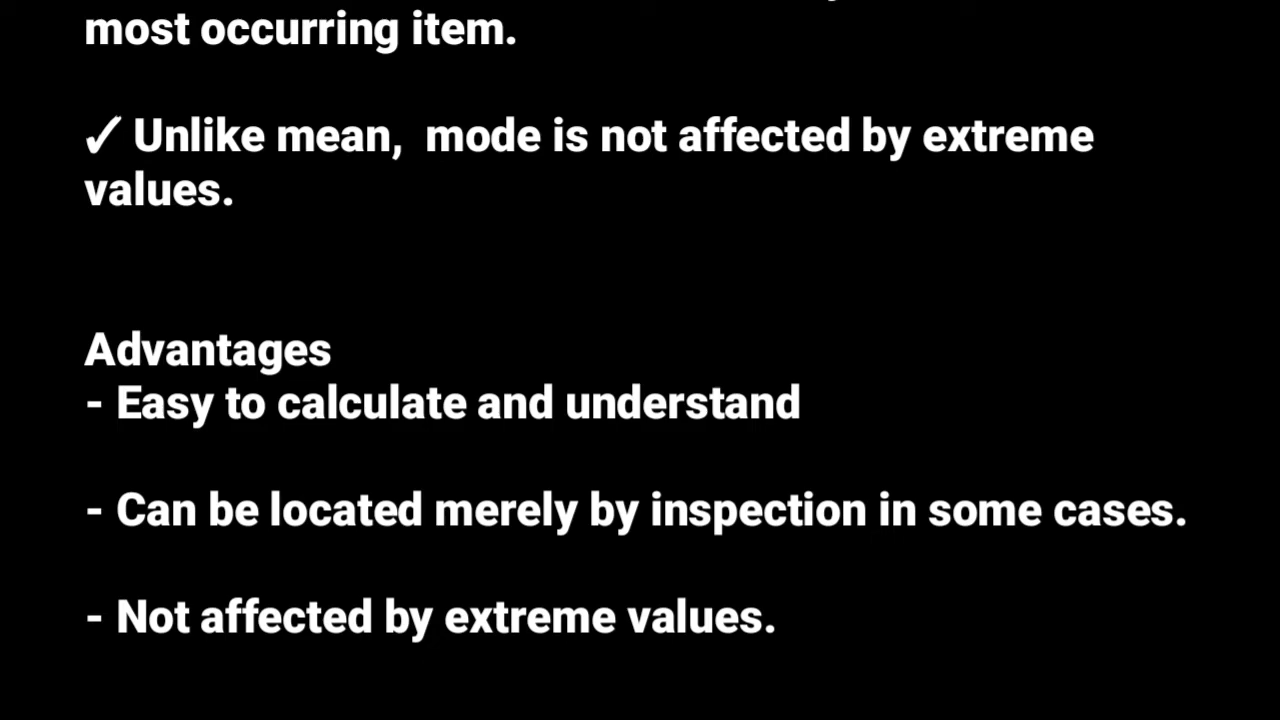 most occurring item.
✓ Unlike mean,  mode is not affected by extreme
values.
Advantages
- Easy to calculate and understand
- Can be located merely by inspection in some cases.
- Not affected by extreme values.